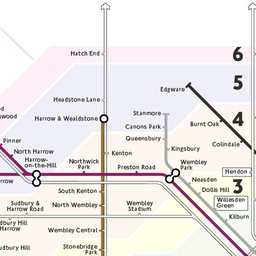 Hatch End
6
5
Edgware
Headstone Lane
Stanmore
4
Harrow & Wealdstone
Canons Park
Burnt Oak
Queensbury
Pinner
Colindale
North Harrow
Kenton
Kingsbury
Harrow-
on-the-Hill
Northwick
Park
Preston Road
Wembley
Park
Hendon
3
Neasden
South Kenton
Dollis Hill
Sudbury &
Harrow Road
North Wembley
Wembley
Stadium
Willesden
Green
Kilburn
Sudbury Hill
Wembley Central
Sudbury Hill
Stonebridge
Park